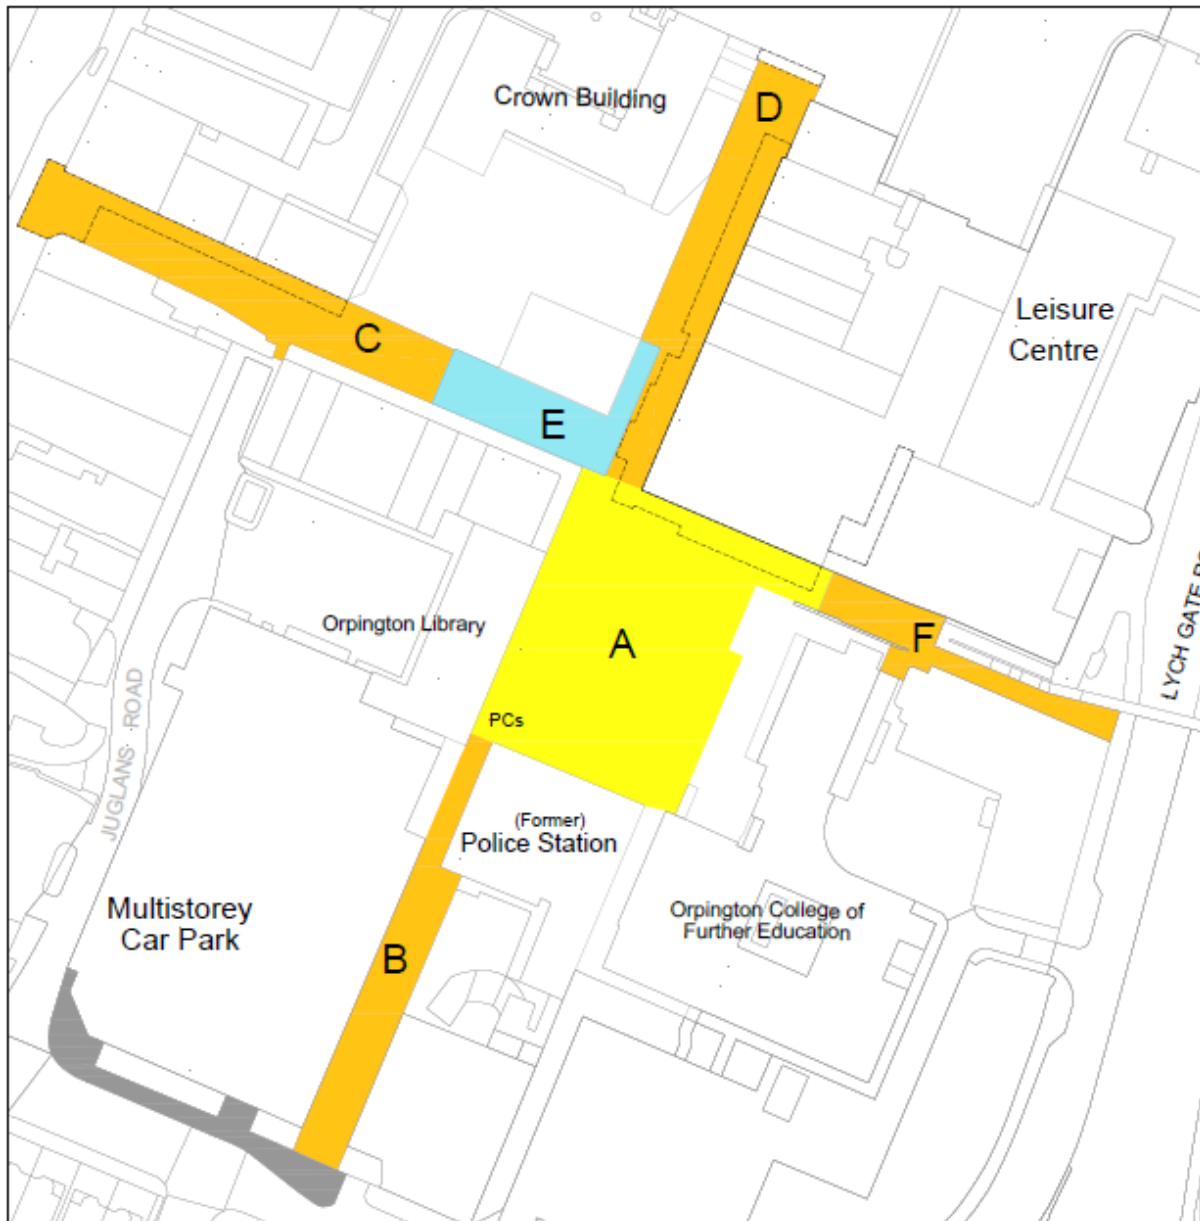 Crown Building
D
Leisure
Centre
C
E
LYCH GATE
Orpington Library
A
F
PCs
JUGLANS ROAD
(Former)
Police Station
Multistorey
Car Park
Orpington College of
Further Education
B